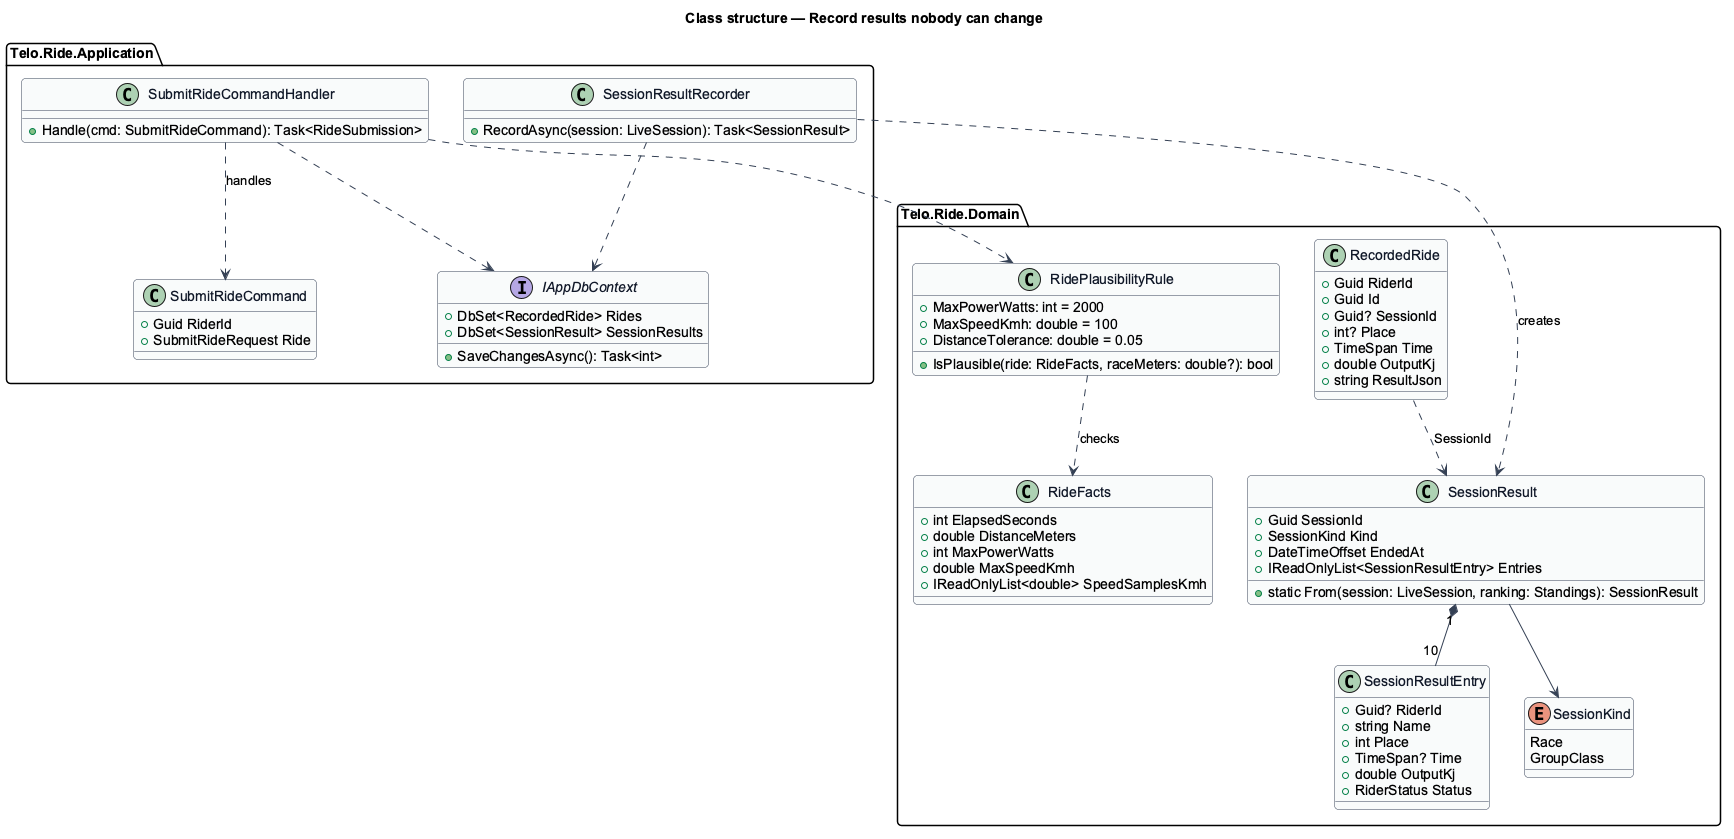 Class structure — Record results nobody can change
Telo.Ride.Application
C SubmitRideCommandHandler
Handle(cmd: SubmitRideCommand): Task<RideSubmission>
C SessionResultRecorder
RecordAsync(session: LiveSession): Task<SessionResult>
handles
C SubmitRideCommand
Guid RiderId
SubmitRideRequest Ride
I IAppDbContext
DbSet<RecordedRide> Rides
DbSet<SessionResult> SessionResults
SaveChangesAsync(): Task<int>
Telo.Ride.Domain
C RidePlausibilityRule
MaxPowerWatts: int = 2000
MaxSpeedKmh: double = 100
DistanceTolerance: double = 0.05
IsPlausible(ride: RideFacts, raceMeters: double?): bool
C RecordedRide
Guid RiderId
Guid Id
Guid? SessionId
int? Place
TimeSpan Time
double OutputKj
string ResultJson
creates
checks
SessionId
C RideFacts
int ElapsedSeconds
double DistanceMeters
int MaxPowerWatts
double MaxSpeedKmh
IReadOnlyList<double> SpeedSamplesKmh
C SessionResult
Guid SessionId
SessionKind Kind
DateTimeOffset EndedAt
IReadOnlyList<SessionResultEntry> Entries
static From(session: LiveSession, ranking: Standings): SessionResult
1
10
C SessionResultEntry
Guid? RiderId
string Name
int Place
TimeSpan? Time
double OutputKj
RiderStatus Status
E SessionKind
Race
GroupClass